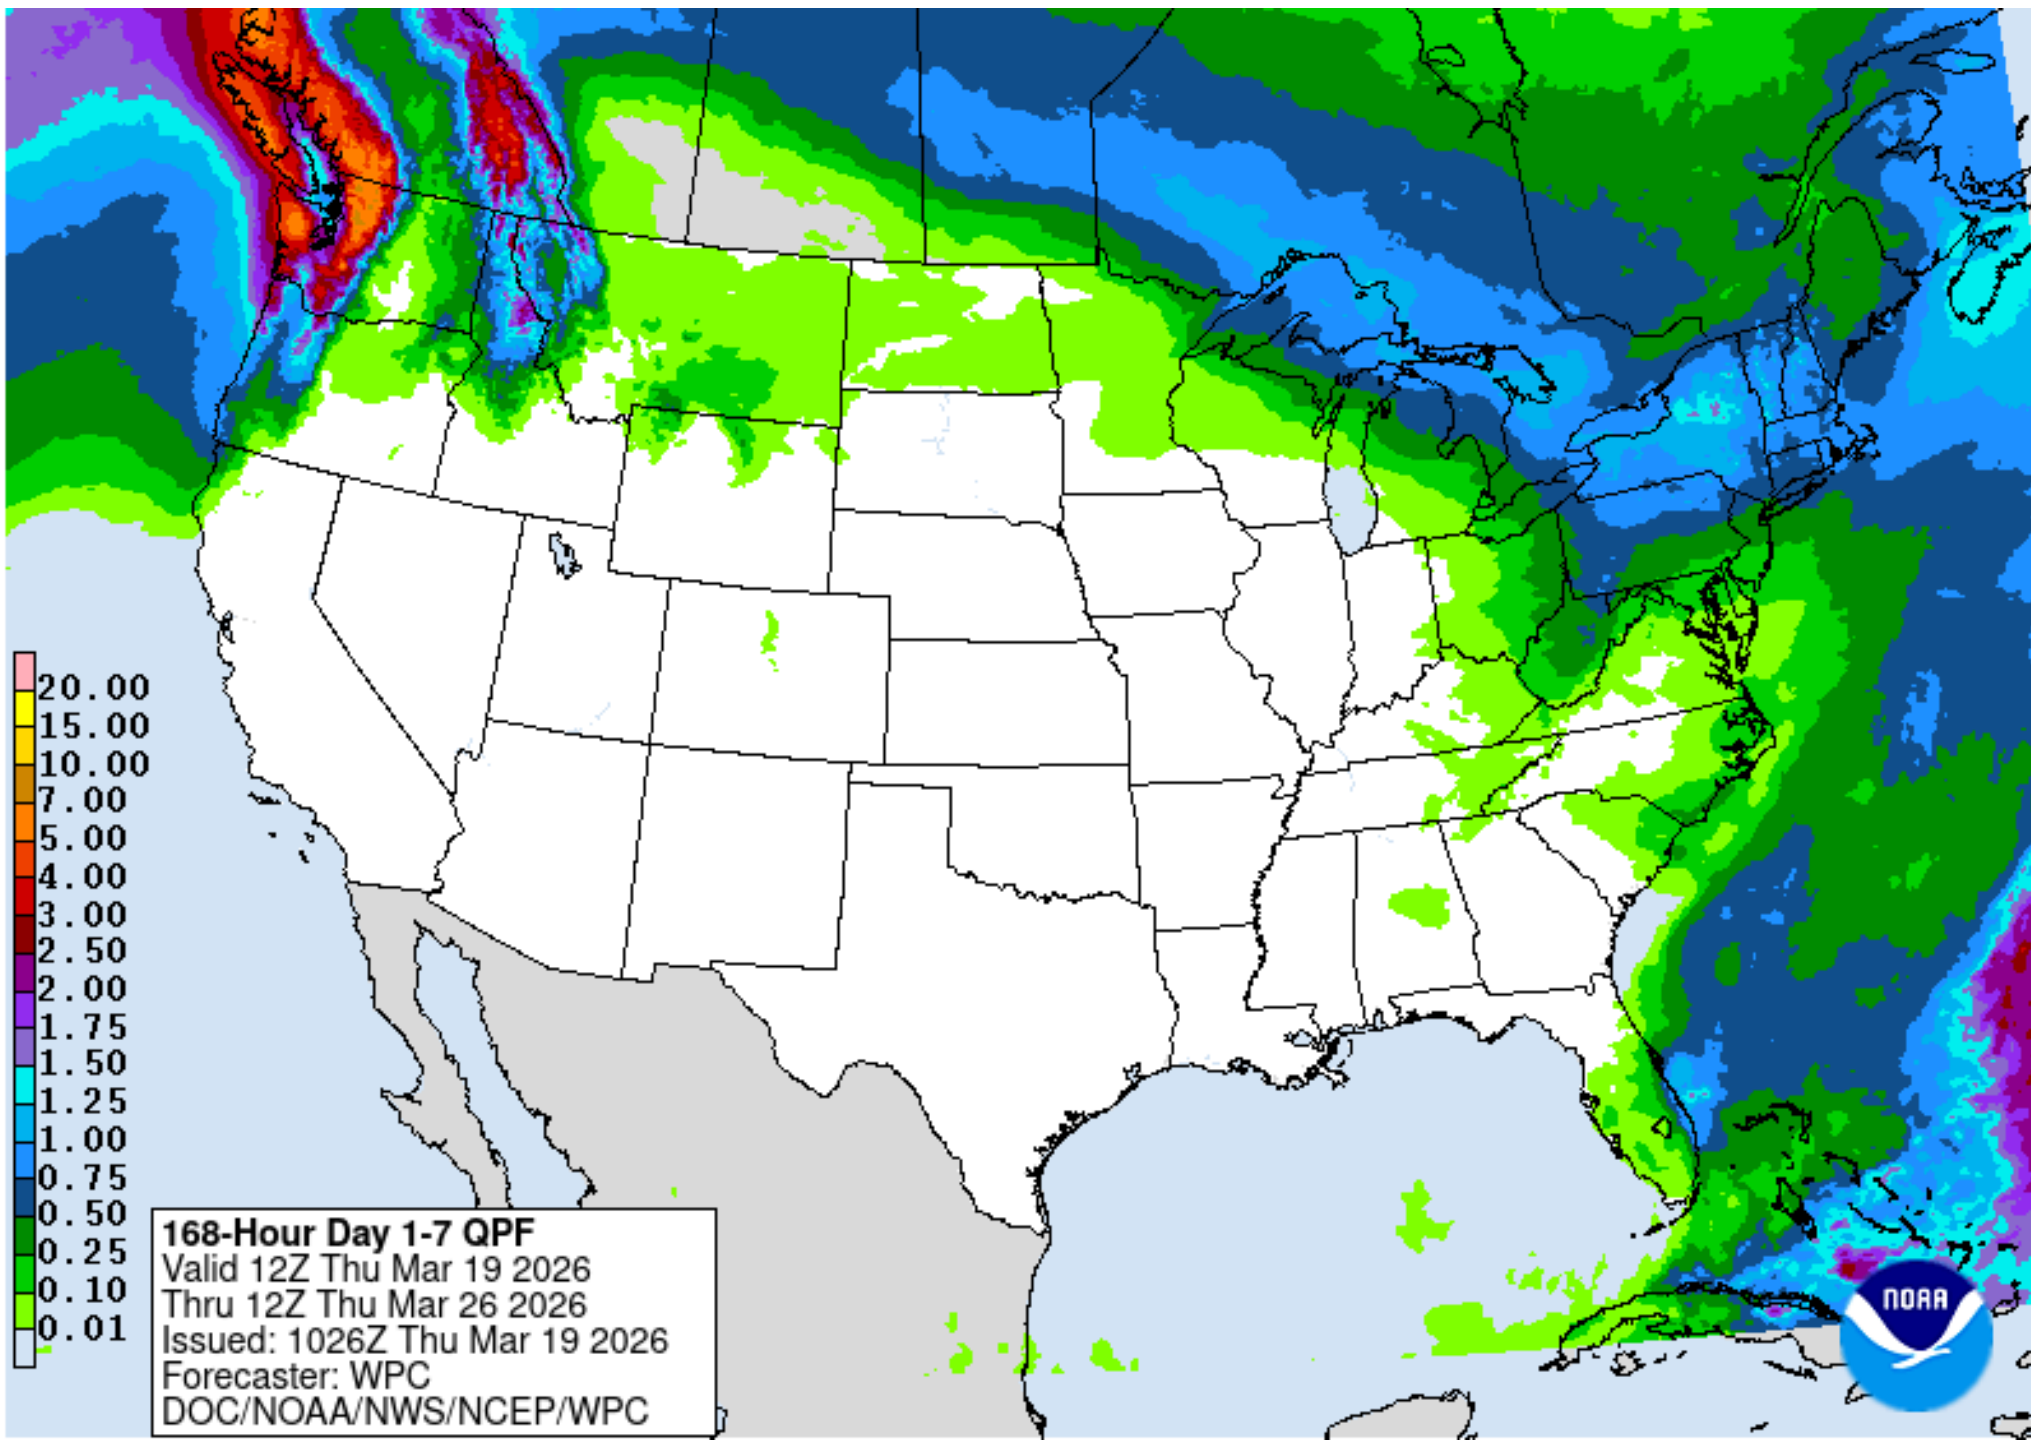 20.00
15.00
10.00
7.00
5.00
4.00
3.00
2.50
2.00
1.75
1.50
1.25
1.00
0.75
0.50
0.25
0.10
0.01
168-Hour Day 1-7 QPF
Valid 12Z Thu Mar 19 2026
Thru 12Z Thu Mar 26 2026
Issued: 1026Z Thu Mar 19 2026
Forecaster: WPC
DOC/NOAA/NWS/NCEP/WPC
NOAA